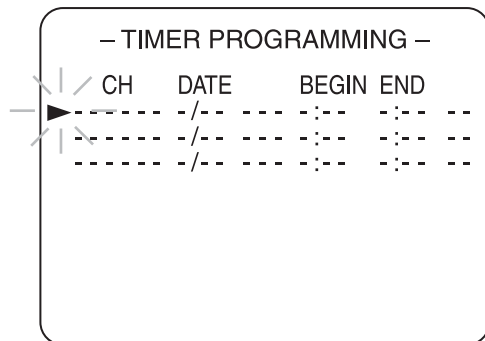 – TIMER PROGRAMMING –
CH DATE BEGIN END
►- - - - - - -/- - - - - -:- - -:- - - -
- - - - - - -/- - - - - -:- - -:- - - -
- - - - - - -/- - - - - -:- - -:- - - -